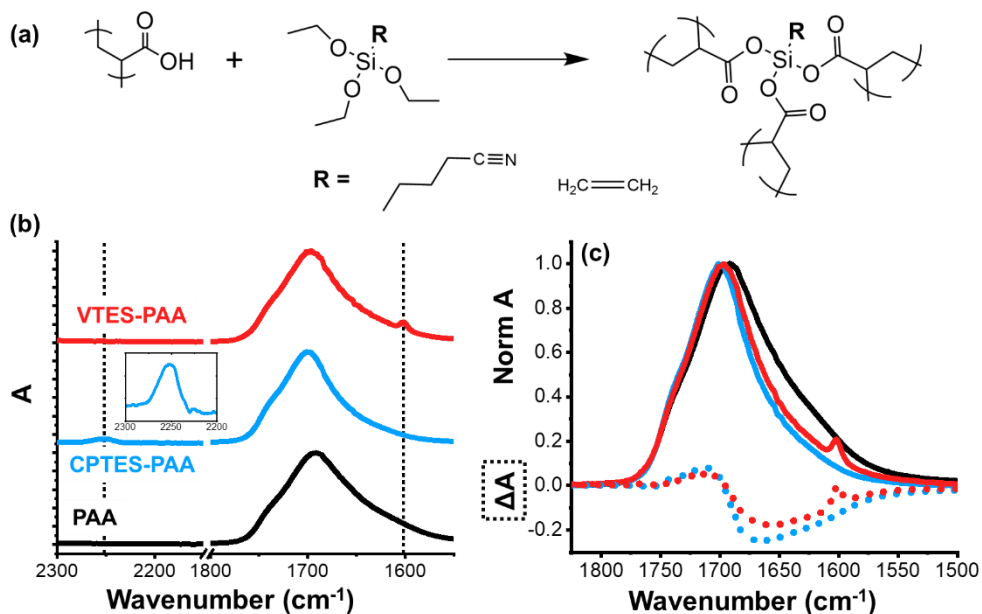 (a)
O
OH
+
R
O
Si
O
O
R
O
Si
O
O
O
O
O
R =
C≡N
H₂C
CH₂
(b)
(c)
VTES-PAA
CPTES-PAA
PAA
2300 2250 2200
A
2300 2200 1800 1700 1600
Wavenumber (cm⁻¹)
Norm A
ΔA
1.0
0.8
0.6
0.4
0.2
0.0
-0.2
1800 1750 1700 1650 1600 1550 1500
Wavenumber (cm⁻¹)